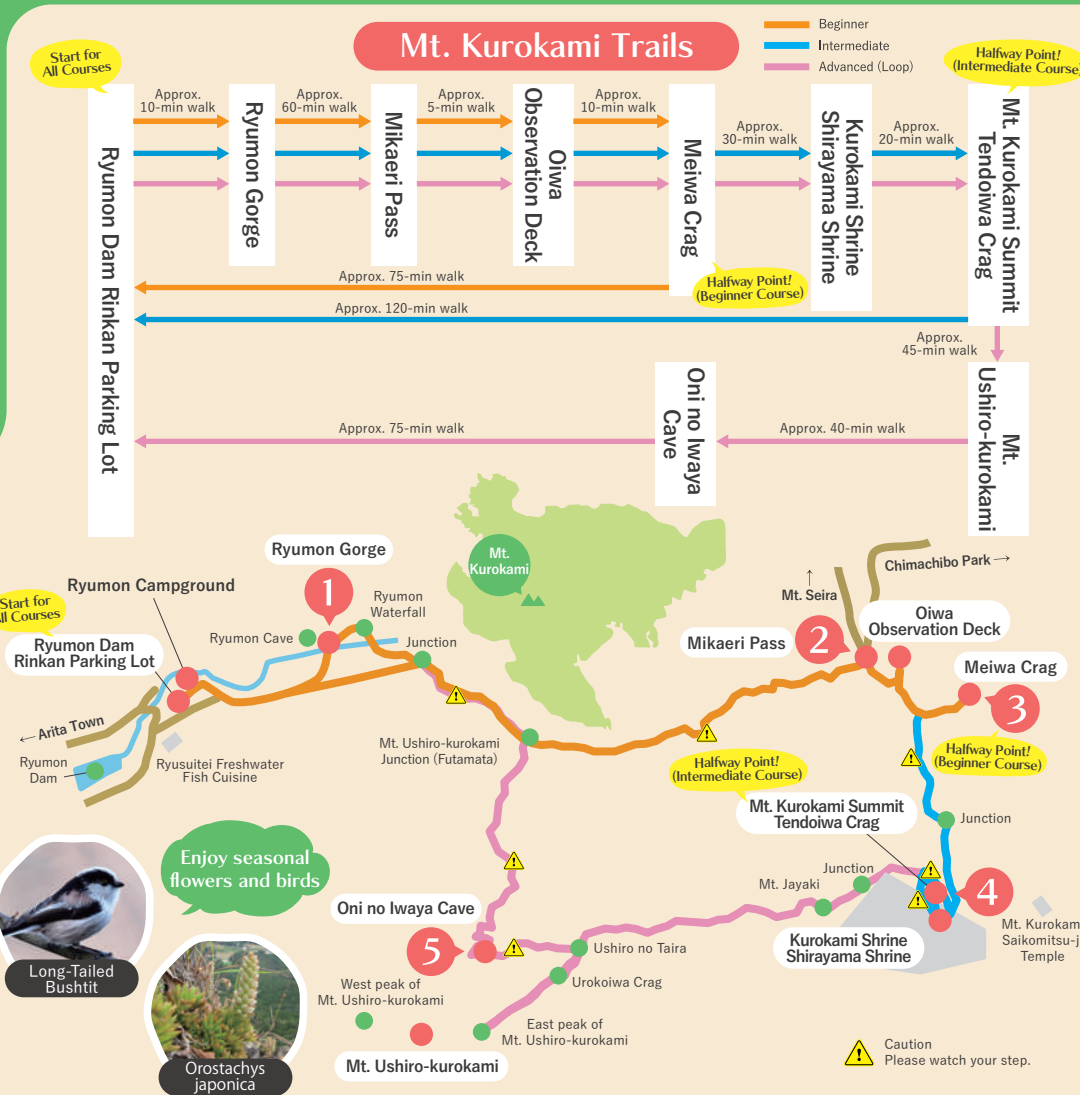 Mt. Kurokami Trails
Beginner
Intermediate
Advanced (Loop)
Start for
All Courses
Halfway Point!
(Intermediate Course)
Approx.
10-min walk
Approx.
60-min walk
Approx.
5-min walk
Approx.
10-min walk
Approx.
30-min walk
Approx.
20-min walk
Ryumon Dam Rinkan Parking Lot
Ryumon Gorge
Mikaeri Pass
Oiwa
Observation Deck
Meiwa Crag
Kurokami Shrine
Shirayama Shrine
Mt. Kurokami Summit
Tendoiwa Crag
Approx. 75-min walk
Halfway Point!
(Beginner Course)
Approx. 120-min walk
Approx.
45-min walk
Mt.
Ushiro-kurokami
Approx. 40-min walk
Oni no Iwaya
Cave
Approx. 75-min walk
Mt.
Kurokami
Ryumon Gorge
1
Ryumon Campground
Start for
All Courses
Ryumon Dam
Rinkan Parking Lot
Ryumon Cave
Ryumon
Waterfall
Junction
← Arita Town
Ryumon
Dam
Ryusuitei Freshwater
Fish Cuisine
Mt. Ushiro-kurokami
Junction (Futamata)
Chimachibo Park →
↑
Mt. Seira
Mikaeri Pass
2
Oiwa
Observation Deck
Meiwa Crag
3
Halfway Point!
(Beginner Course)
Halfway Point!
(Intermediate Course)
Mt. Kurokami Summit
Tendoiwa Crag
Junction
Junction
Mt. Jayaki
4
Kurokami Shrine
Shirayama Shrine
Mt. Kurokam
Saikomitsu-j
Temple
Enjoy seasonal
flowers and birds
Long-Tailed
Bushtit
Orostachys
japonica
Oni no Iwaya Cave
5
Ushiro no Taira
Urokoiwa Crag
West peak of
Mt. Ushiro-kurokami
East peak of
Mt. Ushiro-kurokami
Mt. Ushiro-kurokami
Caution
Please watch your step.